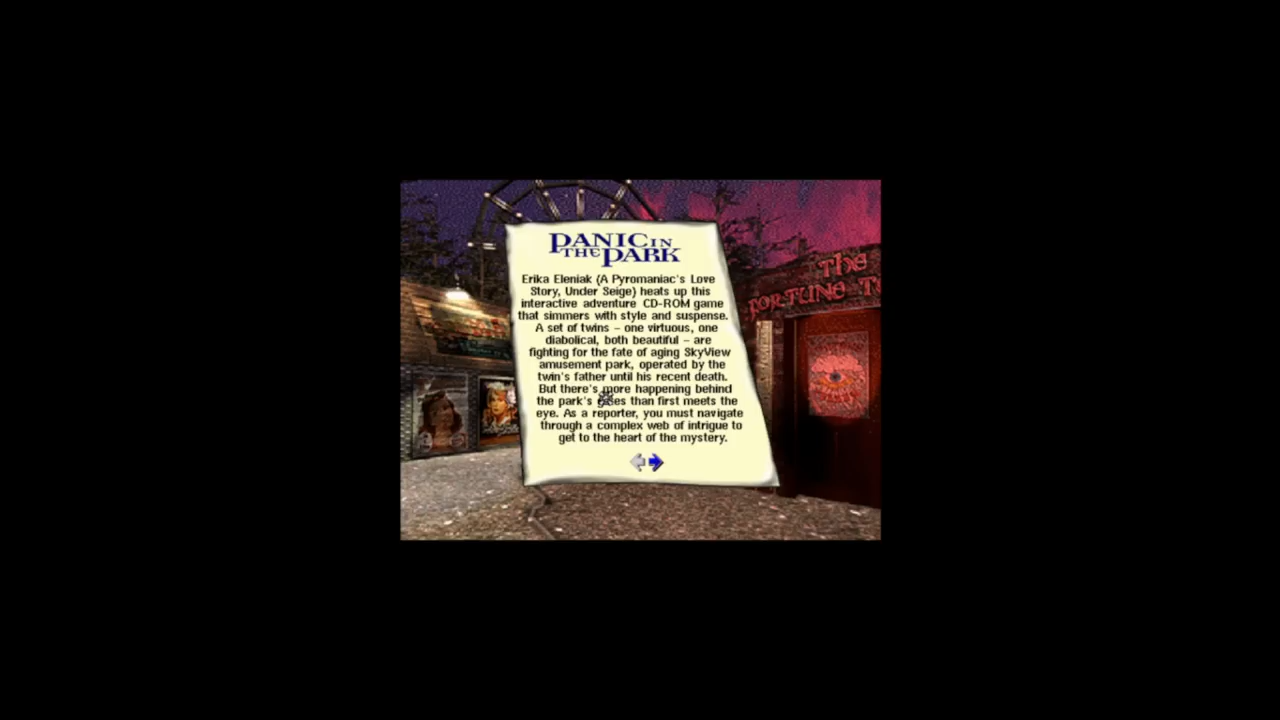 PANIC IN
THE PARK
Erika Eleniak (A Pyromaniac's Love
Story, Under Seige) heats up this
interactive adventure CD-ROM game
that simmers with style and suspense.
A set of twins – one virtuous, one
diabolical, both beautiful – are
fighting for the fate of aging SkyView
amusement park, operated by the
twin's father until his recent death.
But there's more happening behind
the park's gates than first meets the
eye. As a reporter, you must navigate
through a complex web of intrigue to
get to the heart of the mystery.
The
FORTUNE